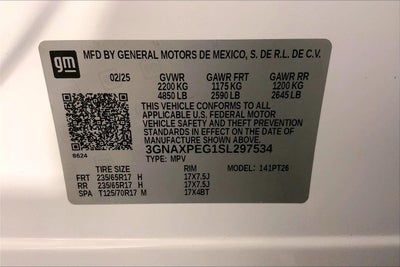 gm
MFD BY GENERAL MOTORS DE MEXICO, S. DE R.L. DE C.V.
02/25 GVWR GAWR FRT GAWR RR
2200 KG 1175 KG 1200 KG
4850 LB 2590 LB 2645 LB
THIS VEHICLE CONFORMS TO ALL
APPLICABLE U.S. FEDERAL MOTOR
VEHICLE SAFETY AND THEFT PREVENTION
STANDARDS IN EFFECT ON THE DATE OF
MANUFACTURE SHOWN ABOVE.
3GNAXPEG1SL297534
8624 TYPE: MPV MODEL: 141PT26
TIRE SIZE RIM
FRT 235/65R17 H 17X7.5J
RR 235/65R17 H 17X7.5J
SPA T125/70R17 M 17X4BT